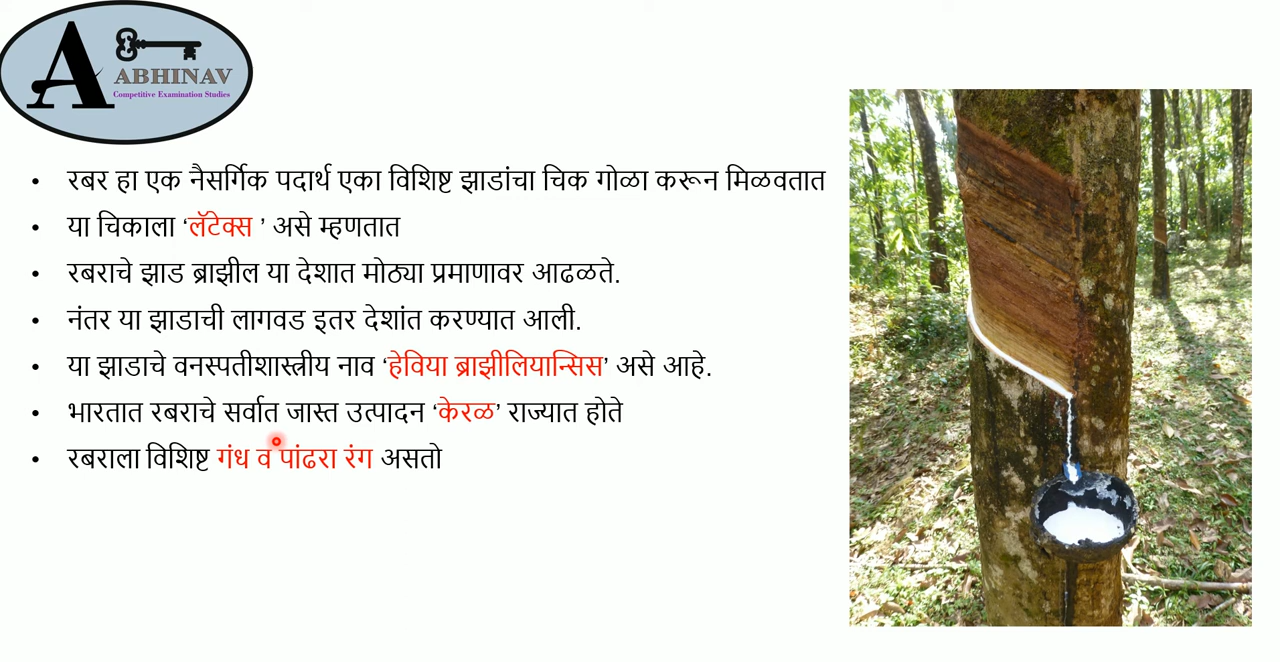 A
ABHINAV
Competitive Examination Studies
• रबर हा एक नैसर्गिक पदार्थ एका विशिष्ट झाडांचा चिक गोळा करून मिळवतात
• या चिकाला ‘लॅटेक्स ’ असे म्हणतात
• रबराचे झाड ब्राझील या देशात मोठ्या प्रमाणावर आढळते.
• नंतर या झाडाची लागवड इतर देशांत करण्यात आली.
• या झाडाचे वनस्पतीशास्त्रीय नाव ‘हेविया ब्राझीलियान्सिस’ असे आहे.
• भारतात रबराचे सर्वात जास्त उत्पादन ‘केरळ’ राज्यात होते
• रबराला विशिष्ट गंध व पांढरा रंग असतो